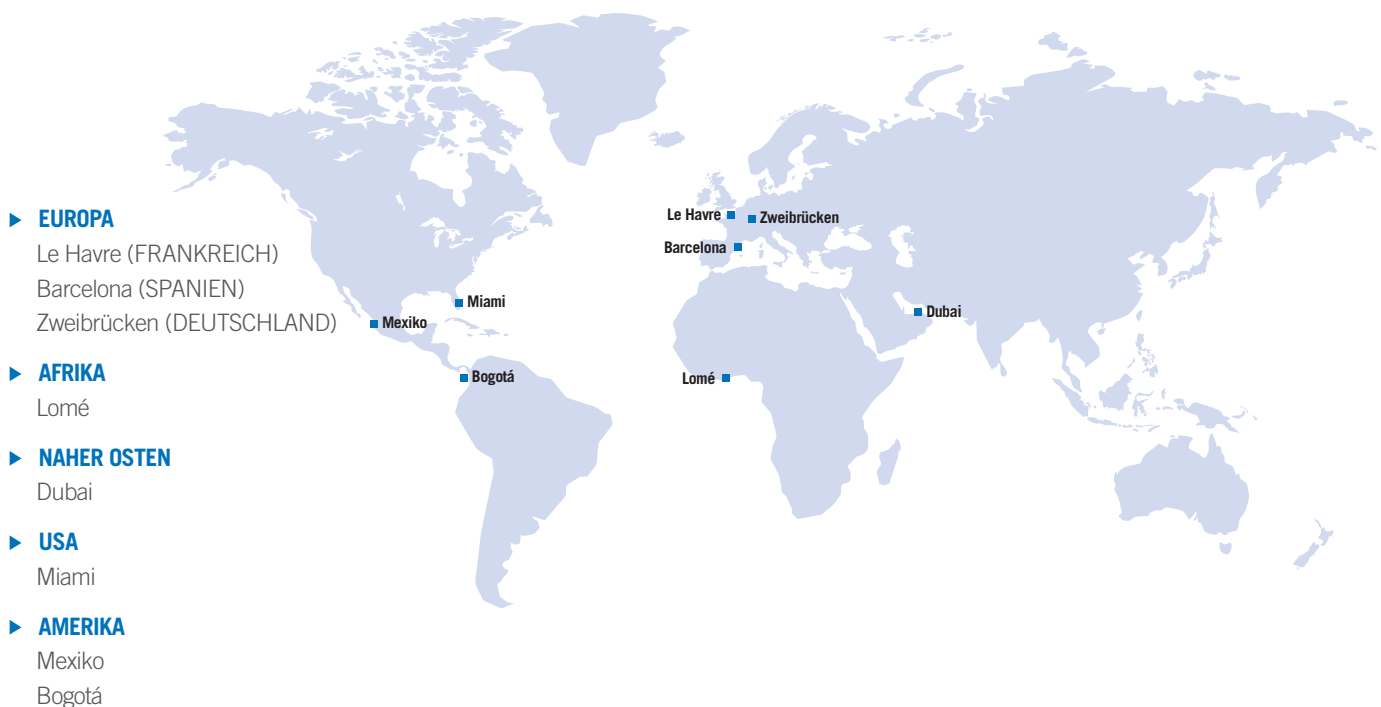 EUROPA
Le Havre (FRANKREICH)
Barcelona (SPANIEN)
Zweibrücken (DEUTSCHLAND)
AFRIKA
Lomé
NAHER OSTEN
Dubai
USA
Miami
AMERIKA
Mexiko
Bogotá
Le Havre
Zweibrücken
Barcelona
Miami
Mexiko
Dubai
Bogotá
Lomé